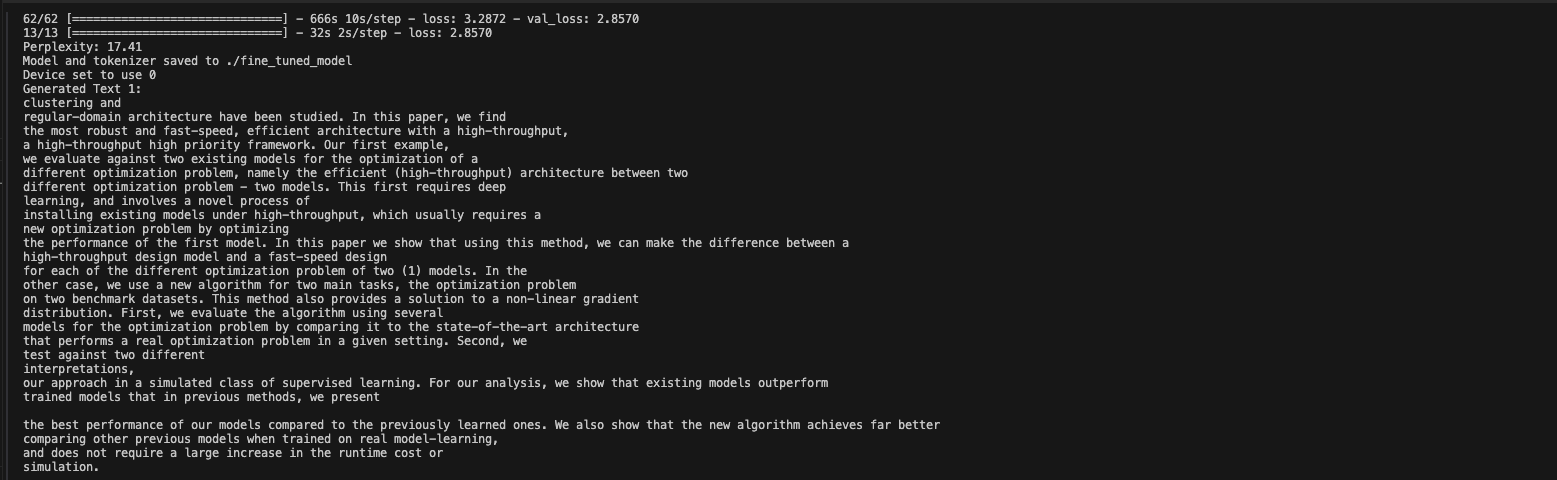 62/62 [==============================] - 666s 10s/step - loss: 3.2872 - val_loss: 2.8570
13/13 [==============================] - 32s 2s/step - loss: 2.8570
Perplexity: 17.41
Model and tokenizer saved to ./fine_tuned_model
Device set to use 0
Generated Text 1:
clustering and
regular-domain architecture have been studied. In this paper, we find
the most robust and fast-speed, efficient architecture with a high-throughput,
a high-throughput high priority framework. Our first example,
we evaluate against two existing models for the optimization of a
different optimization problem, namely the efficient (high-throughput) architecture between two
different optimization problem - two models. This first requires deep
learning, and involves a novel process of
installing existing models under high-throughput, which usually requires a
new optimization problem by optimizing
the performance of the first model. In this paper we show that using this method, we can make the difference between a
high-throughput design model and a fast-speed design
for each of the different optimization problem of two (1) models. In the
other case, we use a new algorithm for two main tasks, the optimization problem
on two benchmark datasets. This method also provides a solution to a non-linear gradient
distribution. First, we evaluate the algorithm using several
models for the optimization problem by comparing it to the state-of-the-art architecture
that performs a real optimization problem in a given setting. Second, we
test against two different
interpretations,
our approach in a simulated class of supervised learning. For our analysis, we show that existing models outperform
trained models that in previous methods, we present
the best performance of our models compared to the previously learned ones. We also show that the new algorithm achieves far better
comparing other previous models when trained on real model-learning,
and does not require a large increase in the runtime cost or
simulation.